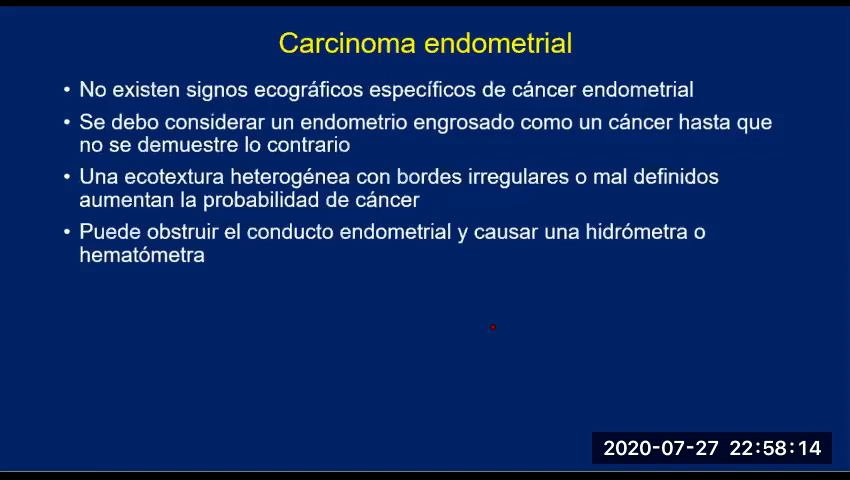 Carcinoma endometrial
• No existen signos ecográficos específicos de cáncer endometrial
• Se debo considerar un endometrio engrosado como un cáncer hasta que
no se demuestre lo contrario
• Una ecotextura heterogénea con bordes irregulares o mal definidos
aumentan la probabilidad de cáncer
• Puede obstruir el conducto endometrial y causar una hidrómetra o
hematómetra
2020-07-27 22:58:14